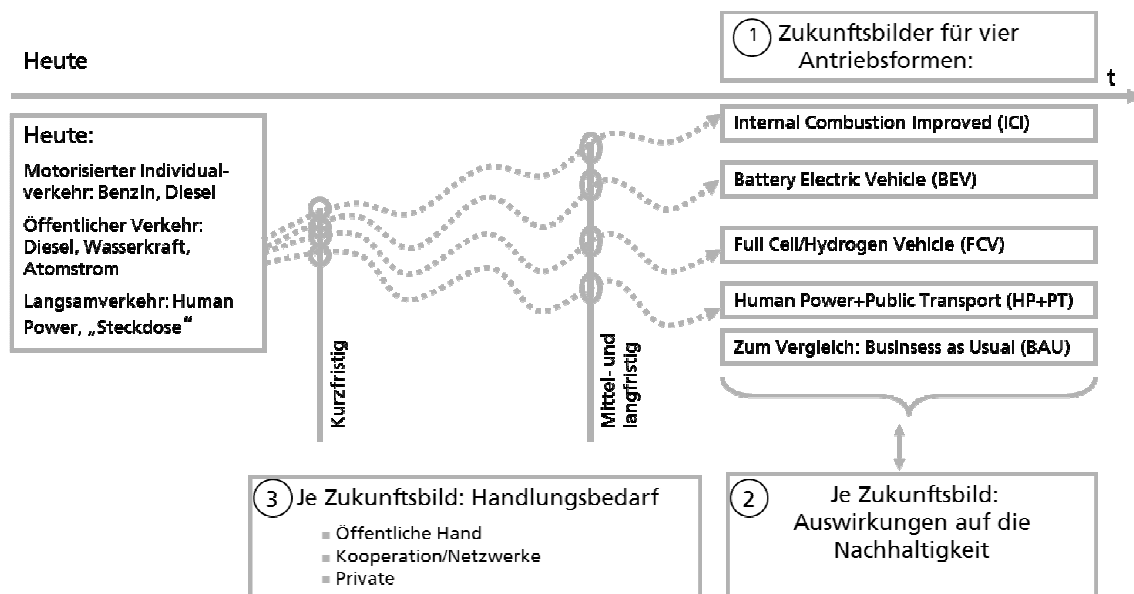 Heute
1 Zukunftsbilder für vier
Antriebsformen:
t
Heute:
Motorisierter Individual-
verkehr: Benzin, Diesel
Öffentlicher Verkehr:
Diesel, Wasserkraft,
Atomstrom
Langsamverkehr: Human
Power, „Steckdose“
Kurzfristig
Mittel- und
langfristig
Internal Combustion Improved (ICI)
Battery Electric Vehicle (BEV)
Full Cell/Hydrogen Vehicle (FCV)
Human Power+Public Transport (HP+PT)
Zum Vergleich: Businsess as Usual (BAU)
3 Je Zukunftsbild: Handlungsbedarf
Öffentliche Hand
Kooperation/Netzwerke
Private
2 Je Zukunftsbild:
Auswirkungen auf die
Nachhaltigkeit